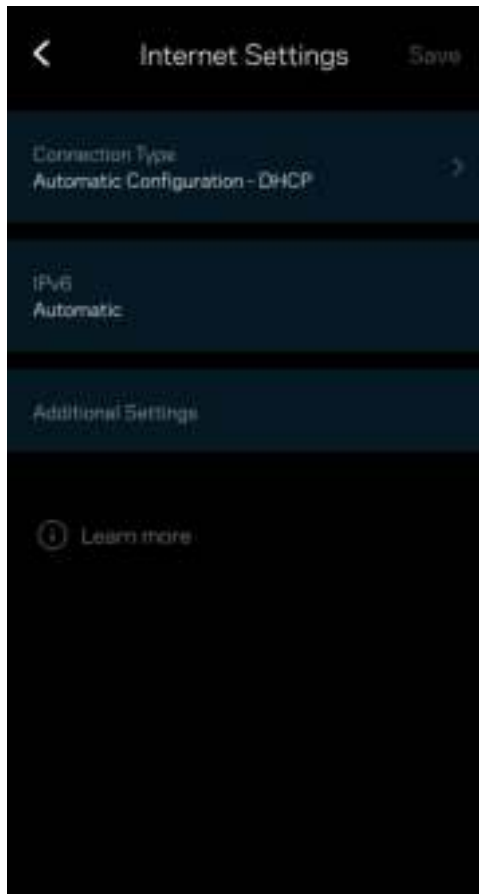 Internet Settings
Save
Connection Type
Automatic Configuration - DHCP
IPv6
Automatic
Additional Settings
Learn more